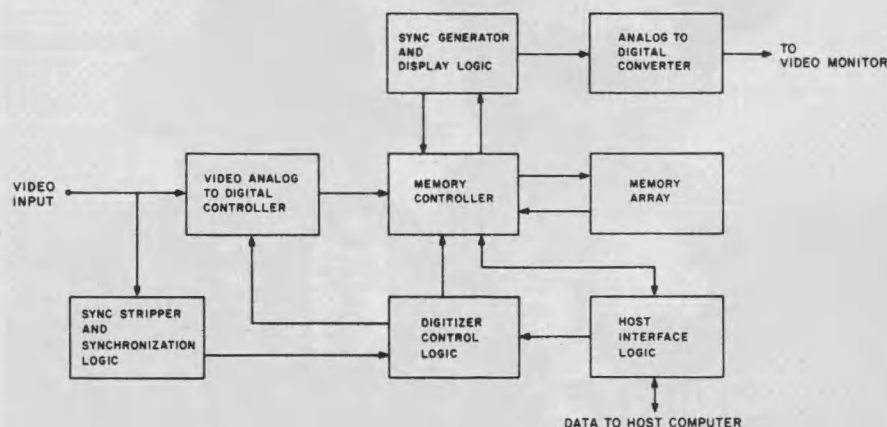 SYNC GENERATOR
AND
DISPLAY LOGIC
ANALOG TO
DIGITAL
CONVERTER
TO
VIDEO MONITOR
VIDEO
INPUT
VIDEO ANALOG
TO DIGITAL
CONTROLLER
MEMORY
CONTROLLER
MEMORY
ARRAY
SYNC STRIPPER
AND
SYNCHRONIZATION
LOGIC
DIGITIZER
CONTROL
LOGIC
HOST
INTERFACE
LOGIC
DATA TO HOST COMPUTER